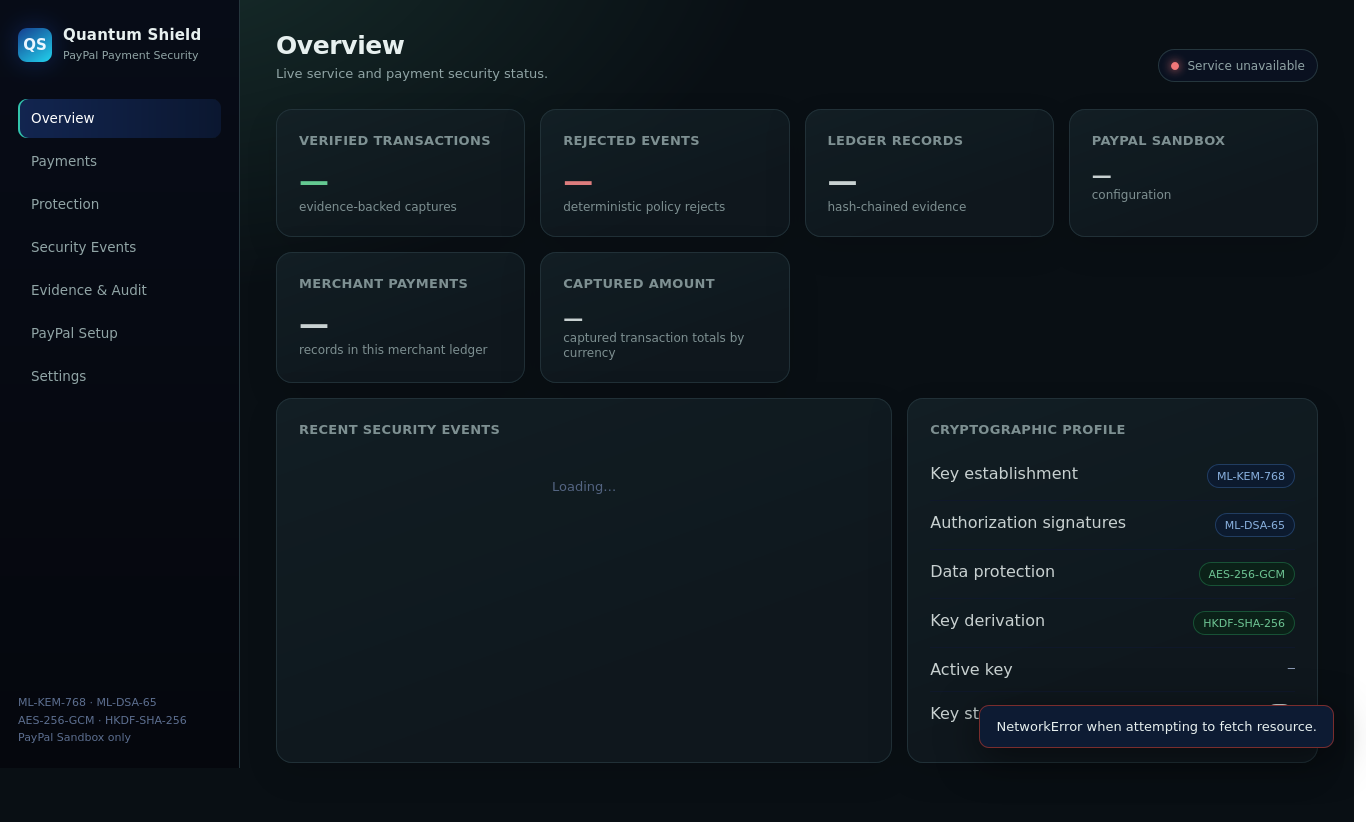 QS
Quantum Shield
PayPal Payment Security
Overview
Payments
Protection
Security Events
Evidence & Audit
PayPal Setup
Settings
ML-KEM-768 · ML-DSA-65
AES-256-GCM · HKDF-SHA-256
PayPal Sandbox only
Overview
Live service and payment security status.
Service unavailable
VERIFIED TRANSACTIONS
—
evidence-backed captures
REJECTED EVENTS
—
deterministic policy rejects
LEDGER RECORDS
—
hash-chained evidence
PAYPAL SANDBOX
—
configuration
MERCHANT PAYMENTS
—
records in this merchant ledger
CAPTURED AMOUNT
—
captured transaction totals by
currency
RECENT SECURITY EVENTS
Loading…
CRYPTOGRAPHIC PROFILE
Key establishment ML-KEM-768
Authorization signatures ML-DSA-65
Data protection AES-256-GCM
Key derivation HKDF-SHA-256
Active key —
Key st
NetworkError when attempting to fetch resource.